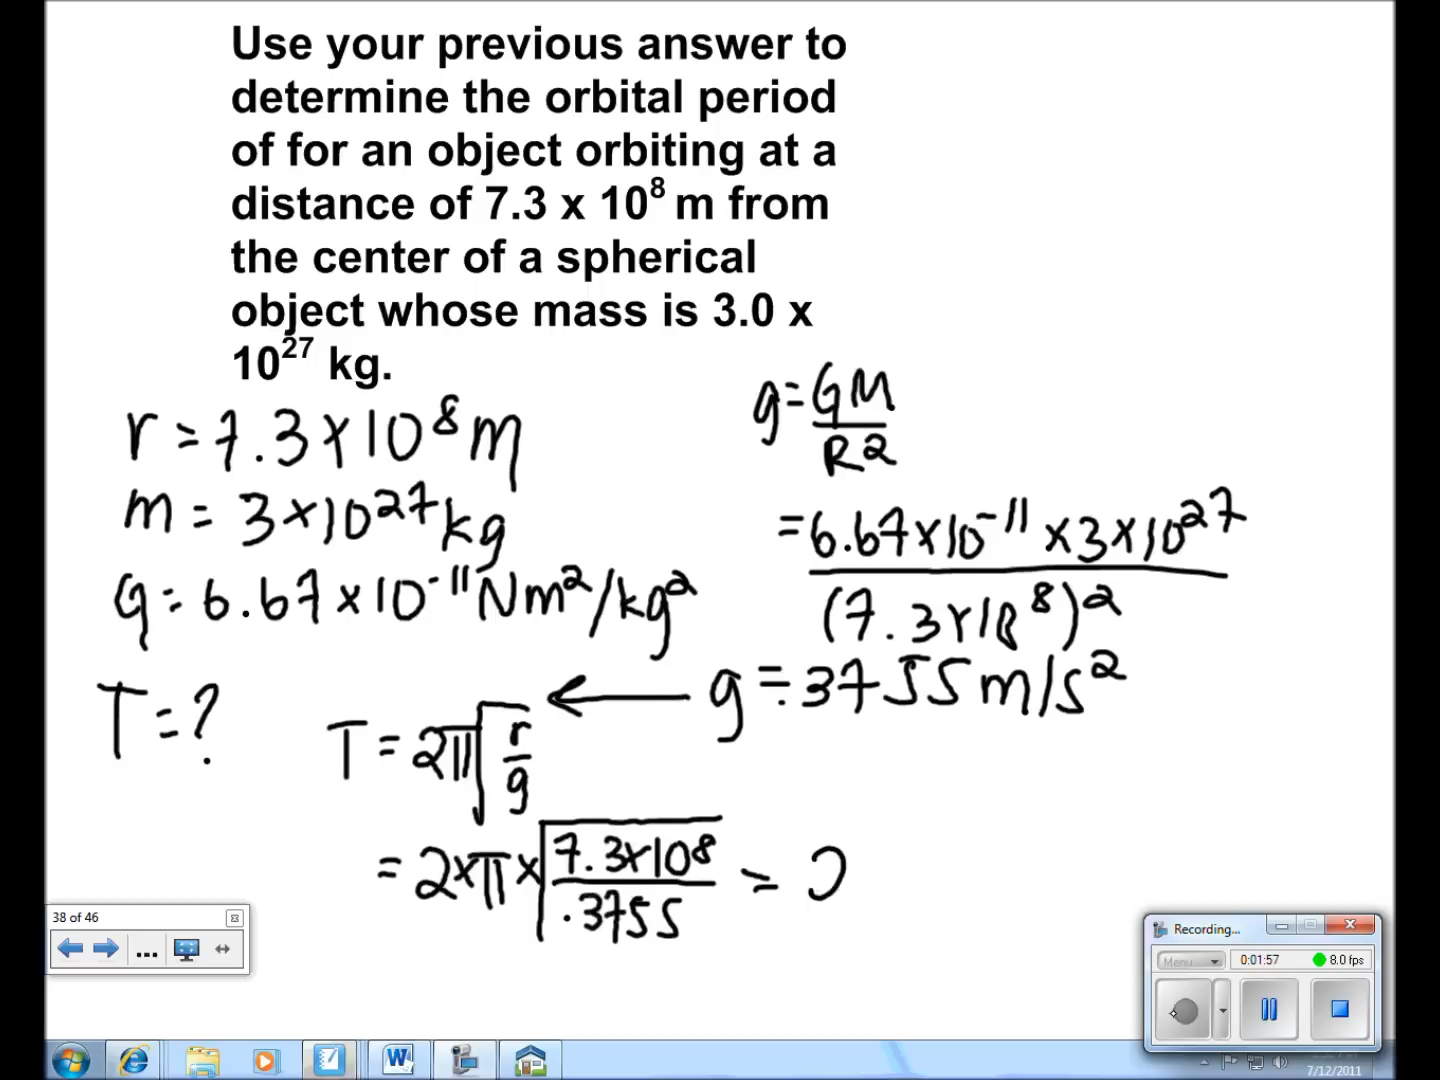 Use your previous answer to
determine the orbital period
of for an object orbiting at a
distance of 7.3 x 10⁸ m from
the center of a spherical
object whose mass is 3.0 x
10²⁷ kg.
r = 7.3 x 10⁸ m
m = 3 x 10²⁷ kg
G = 6.67 x 10⁻¹¹ Nm²/kg²
T = ?
g = GM/R²
= 6.67 x 10⁻¹¹ x 3 x 10²⁷ / (7.3 x 10⁸)²
g = .3755 m/s²
T = 2π√(r/g)
= 2 x π x √(7.3 x 10⁸ / .3755) =
38 of 46
...
Recording...
Menu
0:01:57
8.0 fps
7/12/2011